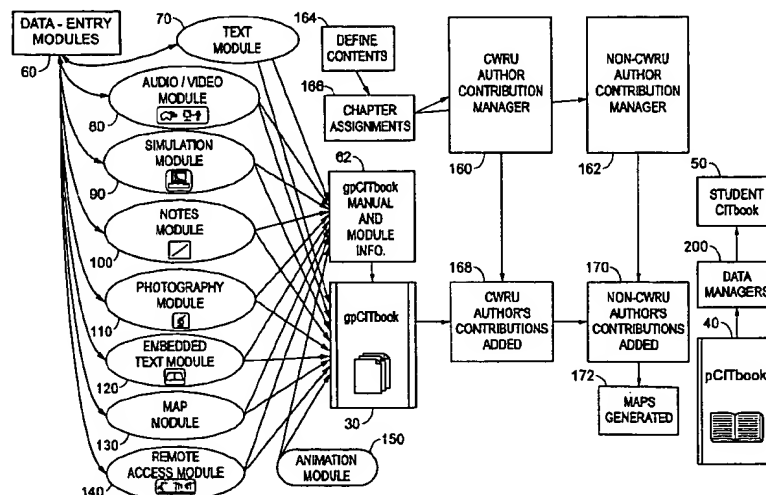 DATA-ENTRY
MODULES
60
70
TEXT
MODULE
AUDIO / VIDEO
MODULE
80
SIMULATION
MODULE
90
NOTES
MODULE
100
PHOTOGRAPHY
MODULE
110
EMBEDDED
TEXT MODULE
120
MAP
MODULE
130
REMOTE
ACCESS MODULE
140
164
DEFINE
CONTENTS
166
CHAPTER
ASSIGNMENTS
62
gpCITbook
MANUAL
AND
MODULE
INFO.
gpCITbook
30
150
ANIMATION
MODULE
CWRU
AUTHOR
CONTRIBUTION
MANAGER
160
NON-CWRU
AUTHOR
CONTRIBUTION
MANAGER
162
168
CWRU
AUTHOR'S
CONTRIBUTIONS
ADDED
170
NON-CWRU
AUTHOR'S
CONTRIBUTIONS
ADDED
172
MAPS
GENERATED
50
STUDENT
CITbook
200
DATA
MANAGERS
40
pCITbook